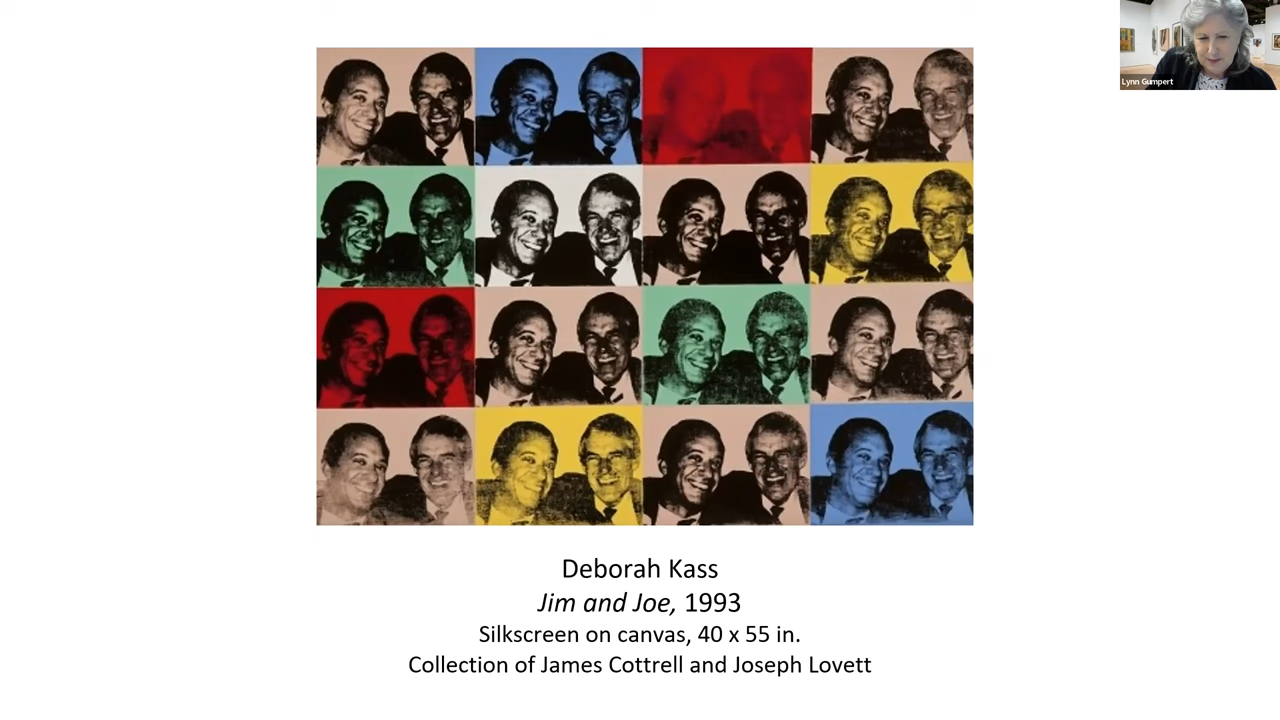 Lynn Gumpert
Deborah Kass
Jim and Joe, 1993
Silkscreen on canvas, 40 x 55 in.
Collection of James Cottrell and Joseph Lovett